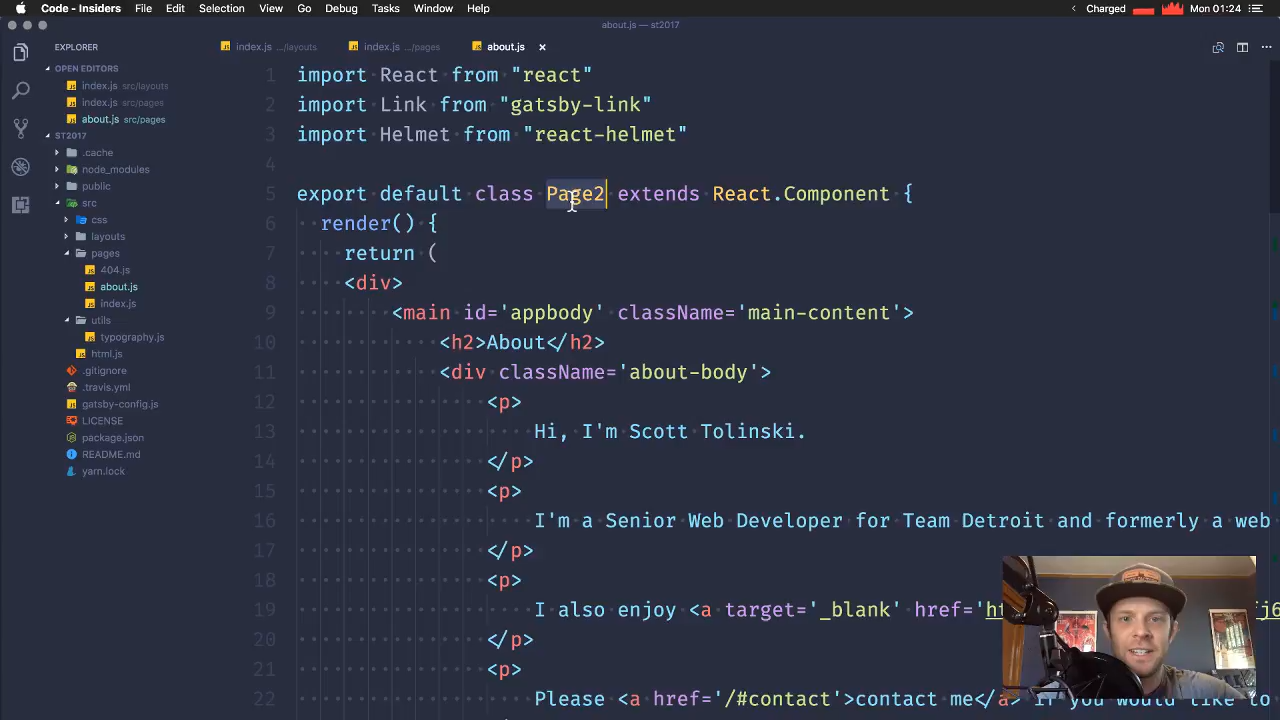 Code - Insiders File Edit Selection View Go Debug Tasks Window Help Charged Mon 01:24
about.js — st2017
EXPLORER
index.js .../layouts index.js .../pages about.js ×
OPEN EDITORS
index.js src/layouts
index.js src/pages
about.js src/pages
ST2017
.cache
node_modules
public
src
css
layouts
pages
404.js
about.js
index.js
utils
typography.js
html.js
.gitignore
.travis.yml
gatsby-config.js
LICENSE
package.json
README.md
yarn.lock
1 import React from "react"
2 import Link from "gatsby-link"
3 import Helmet from "react-helmet"
4
5 export default class Page2 extends React.Component {
6 render() {
7 return (
8 <div>
9 <main id='appbody' className='main-content'>
10 <h2>About</h2>
11 <div className='about-body'>
12 <p>
13 Hi, I'm Scott Tolinski.
14 </p>
15 <p>
16 I'm a Senior Web Developer for Team Detroit and formerly a web
17 </p>
18 <p>
19 I also enjoy <a target='_blank' href='ht fj6
20 </p>
21 <p>
22 Please <a href='/#contact'>contact me</a> if you would like to